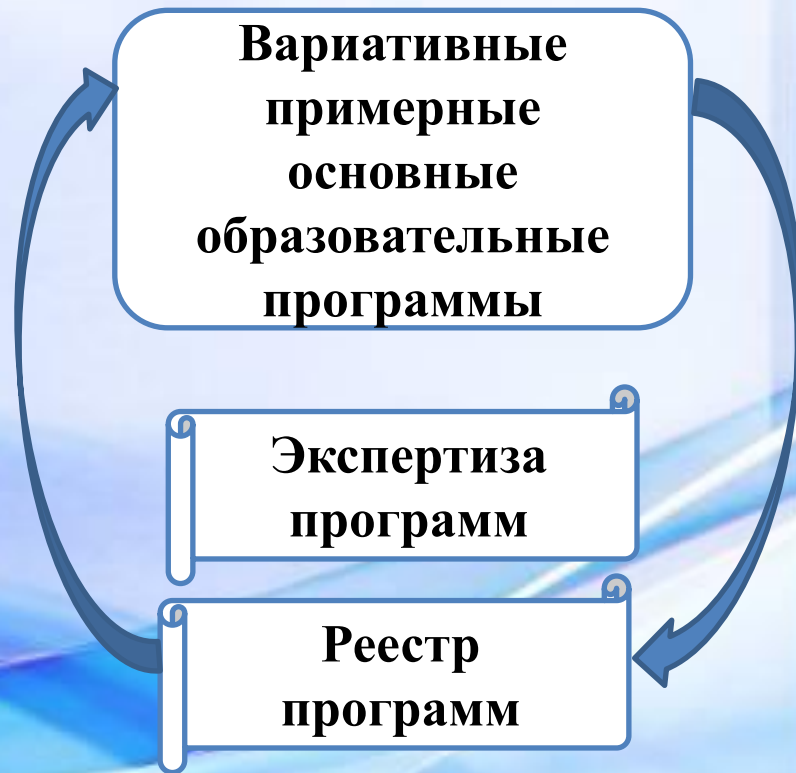 Вариативные
примерные
основные
образовательные
программы
Экспертиза
программ
Реестр
программ